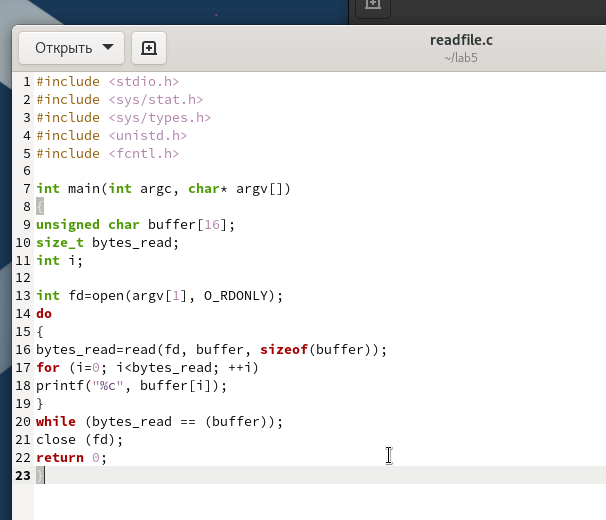 Открыть
readfile.c
~/lab5
1 #include <stdio.h>
2 #include <sys/stat.h>
3 #include <sys/types.h>
4 #include <unistd.h>
5 #include <fcntl.h>
6
7 int main(int argc, char* argv[])
8 {
9 unsigned char buffer[16];
10 size_t bytes_read;
11 int i;
12
13 int fd=open(argv[1], O_RDONLY);
14 do
15 {
16 bytes_read=read(fd, buffer, sizeof(buffer));
17 for (i=0; i<bytes_read; ++i)
18 printf("%c", buffer[i]);
19 }
20 while (bytes_read == (buffer));
21 close (fd);
22 return 0;
23 }